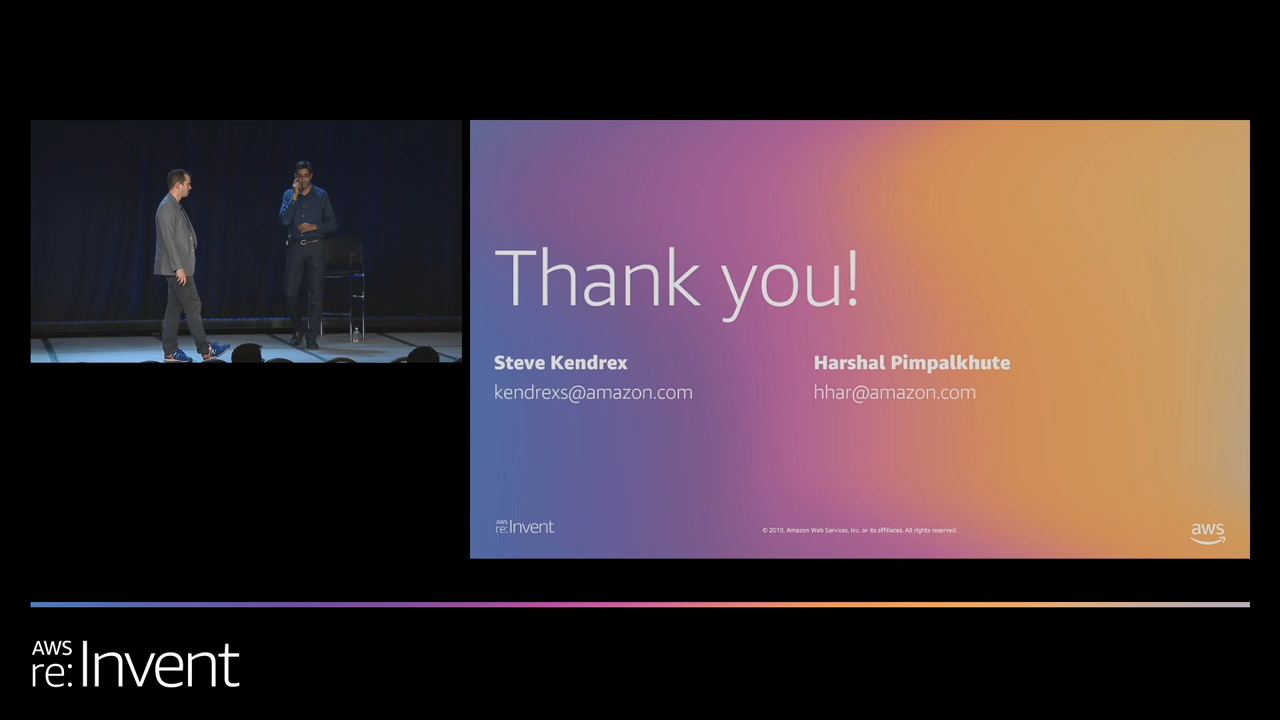 Thank you!
Steve Kendrex
kendrexs@amazon.com
Harshal Pimpalkhute
hhar@amazon.com
AWS
re:Invent
© 2019, Amazon Web Services, Inc. or its affiliates. All rights reserved.
aws
AWS
re:Invent